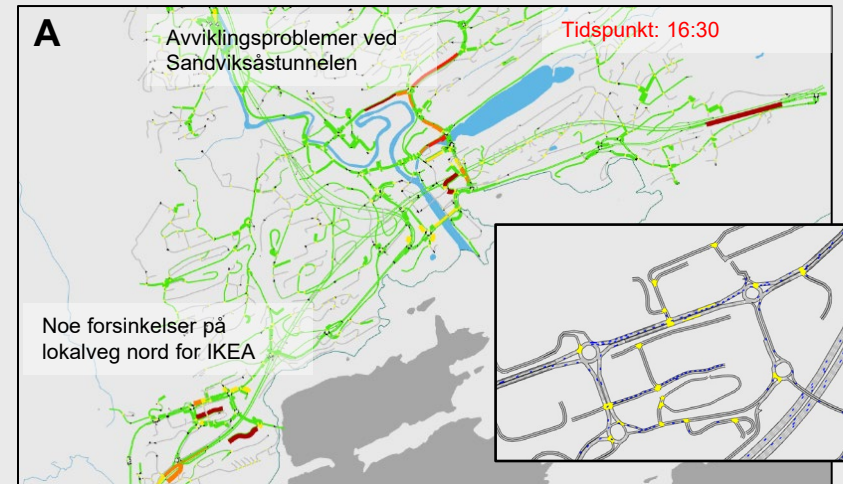 A
Avviklingsproblemer ved
Sandviksåstunnelen
Tidspunkt: 16:30
Noe forsinkelser på
lokalveg nord for IKEA